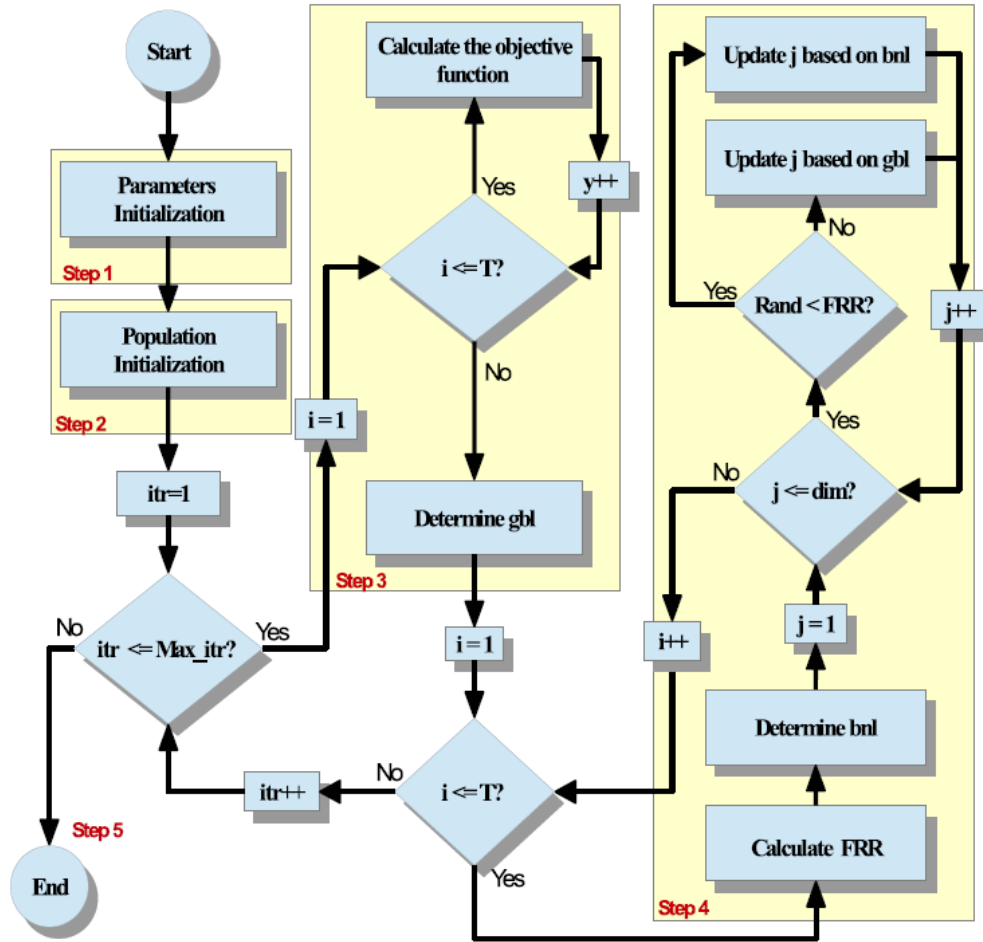 Start
Parameters
Initialization
Step 1
Population
Initialization
Step 2
itr=1
itr <=Max_itr?
No
Yes
Step 5
End
Calculate the objective
function
Yes
y++
i <=T?
No
i = 1
Determine gbl
Step 3
i = 1
i <=T?
No
itr++
Yes
Update j based on bnl
Update j based on gbl
No
Yes
Rand < FRR?
j++
Yes
No
j <=dim?
i++
j = 1
Determine bnl
Calculate FRR
Step 4